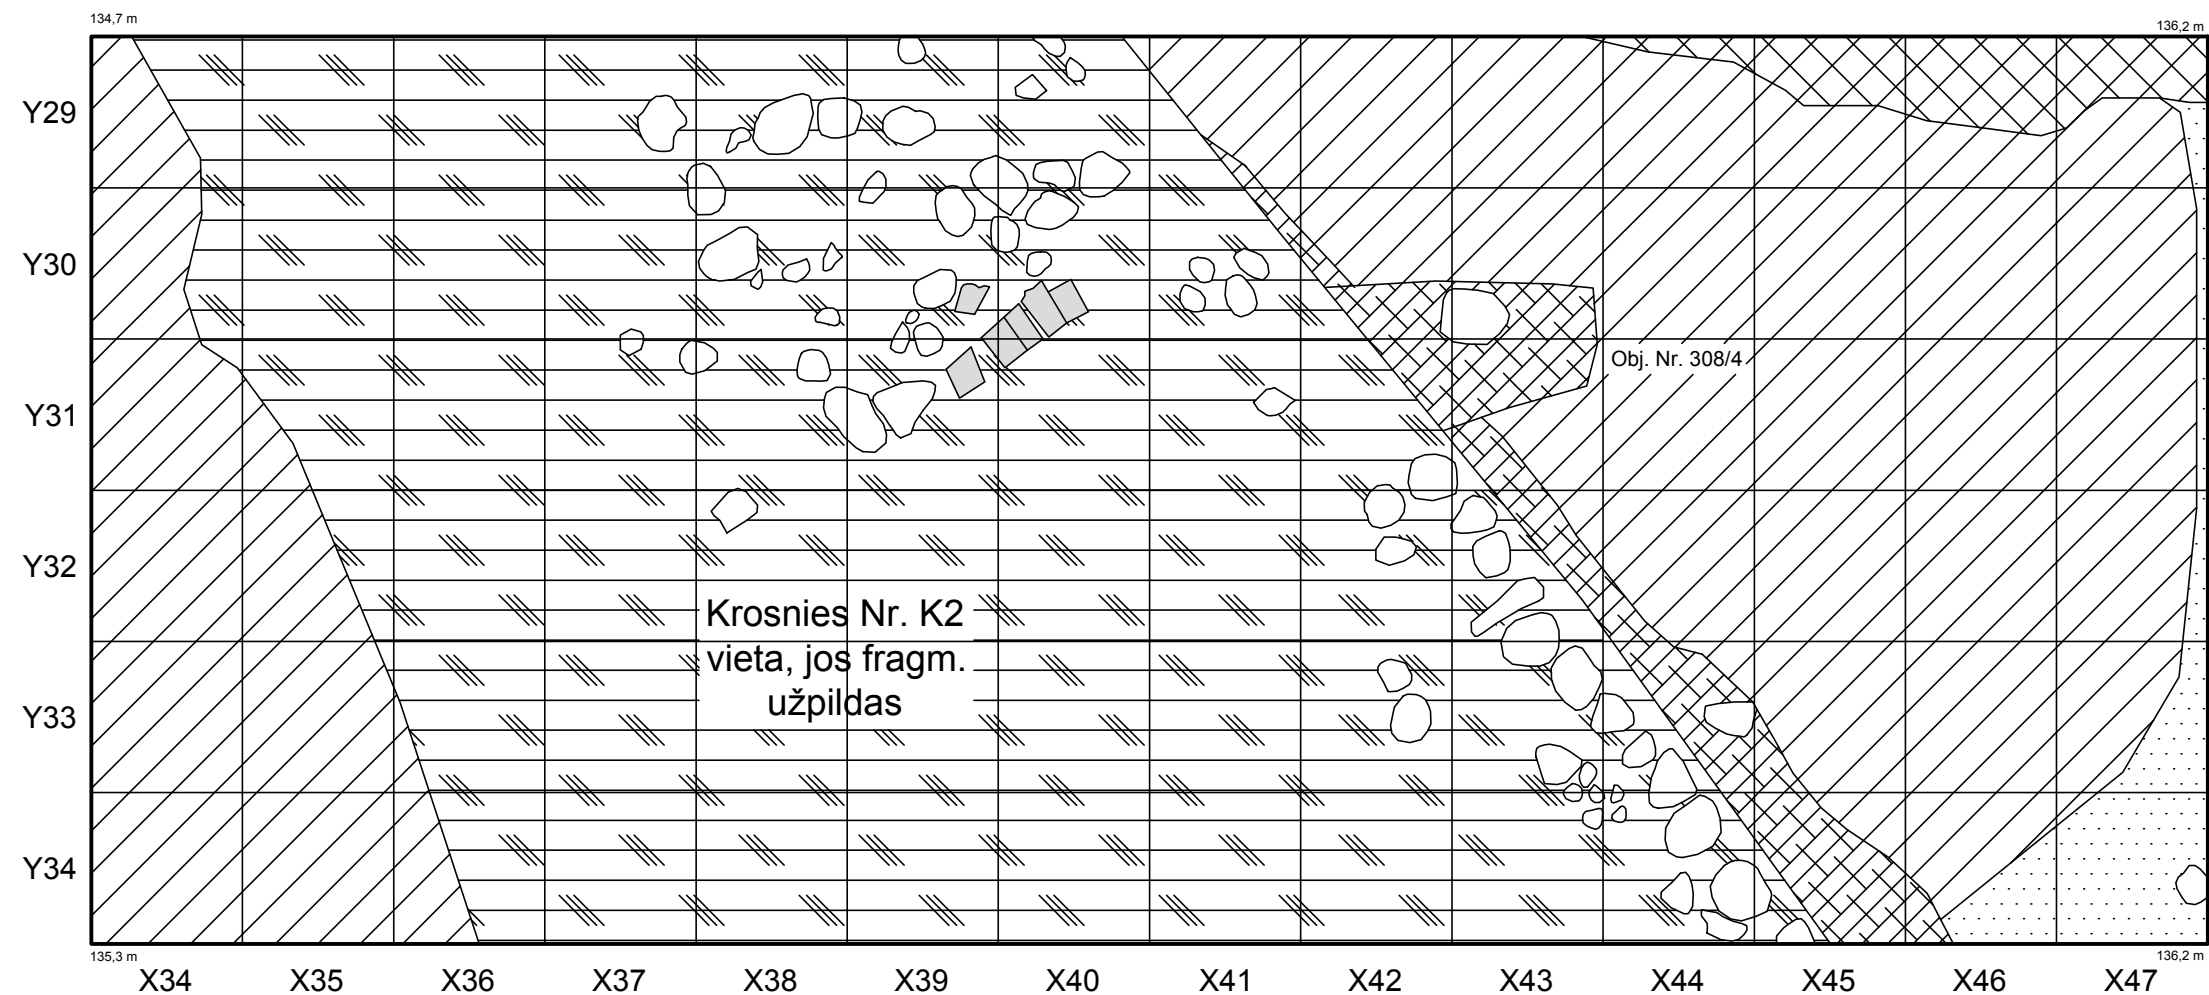 134,7 m
136,2 m
Y29
Y30
Y31
Y32
Y33
Y34
Obj. Nr. 308/4
Krosnies Nr. K2
vieta, jos fragm.
užpildas
135,3 m
136,2 m
X34
X35
X36
X37
X38
X39
X40
X41
X42
X43
X44
X45
X46
X47